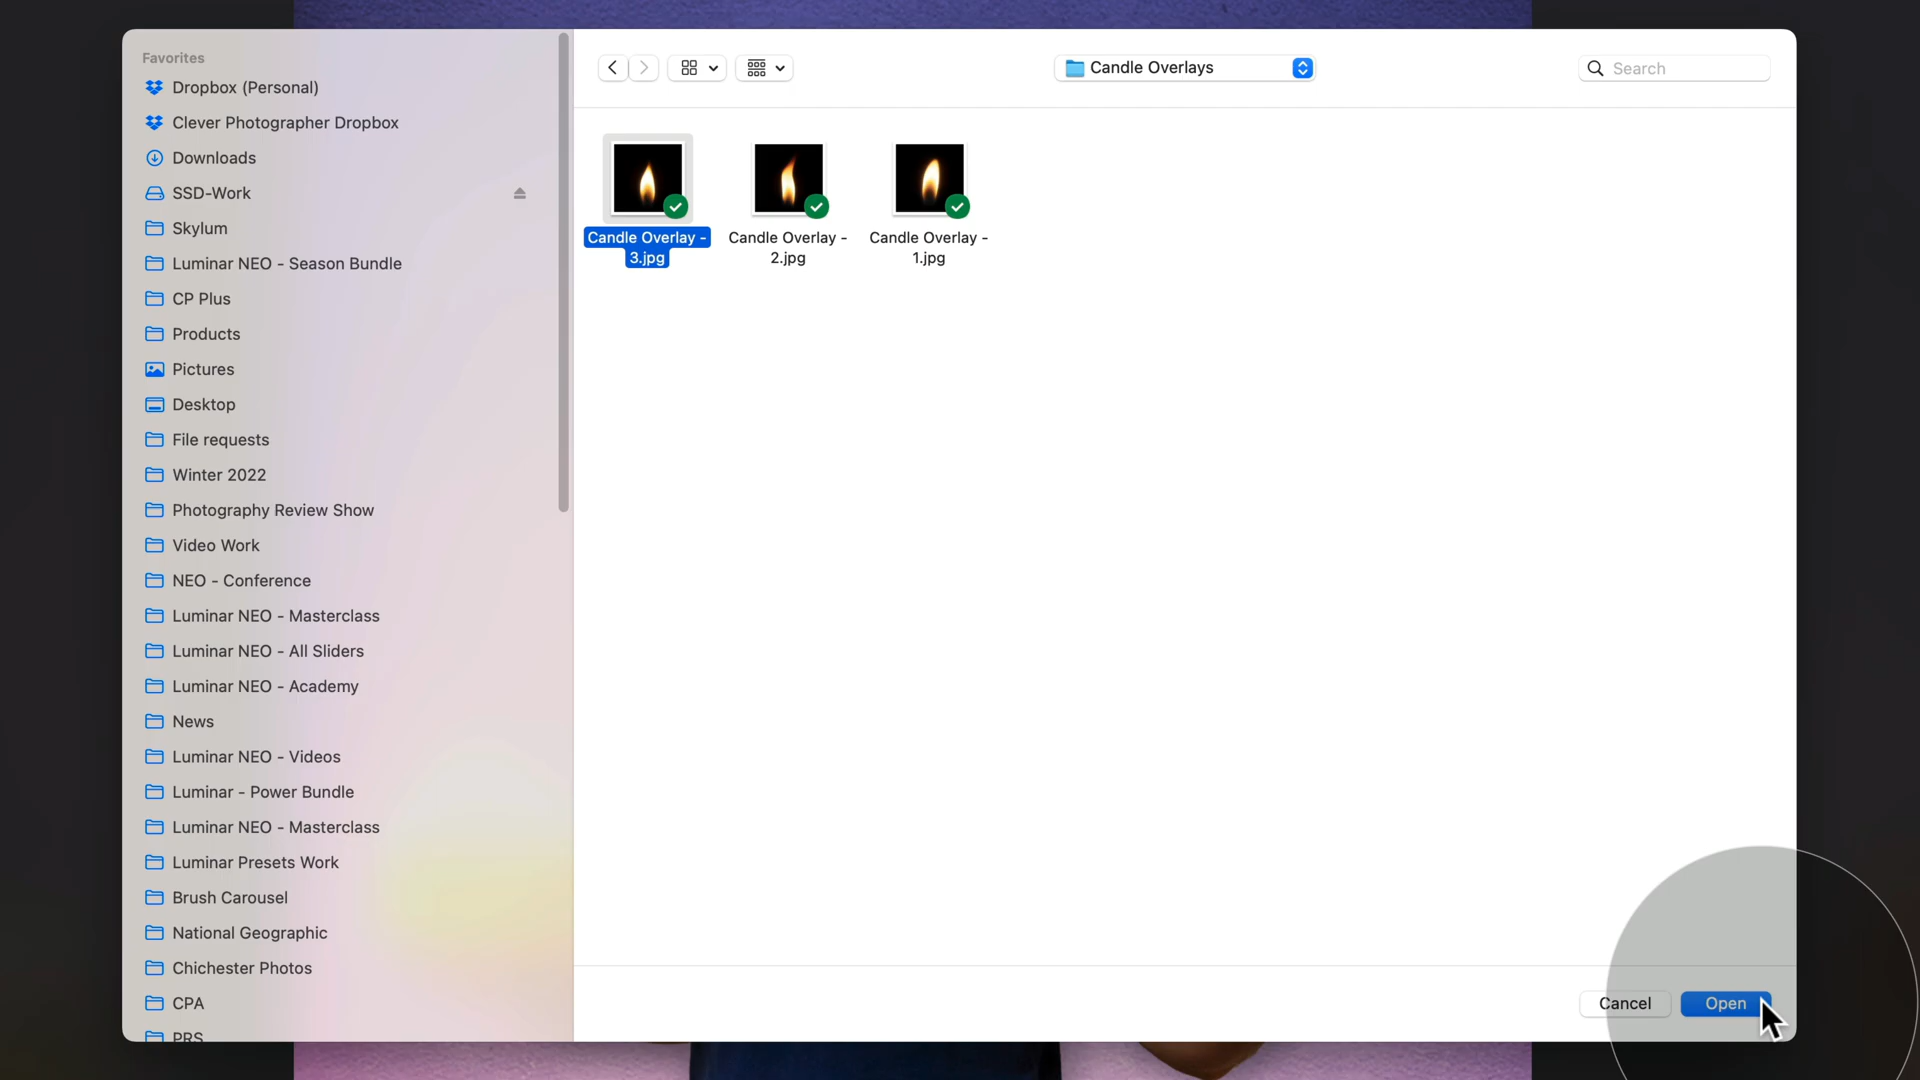 Favorites
Dropbox (Personal)
Clever Photographer Dropbox
Downloads
SSD-Work
Skylum
Luminar NEO - Season Bundle
CP Plus
Products
Pictures
Desktop
File requests
Winter 2022
Photography Review Show
Video Work
NEO - Conference
Luminar NEO - Masterclass
Luminar NEO - All Sliders
Luminar NEO - Academy
News
Luminar NEO - Videos
Luminar - Power Bundle
Luminar NEO - Masterclass
Luminar Presets Work
Brush Carousel
National Geographic
Chichester Photos
CPA
PRS
Candle Overlays
Search
Candle Overlay -
3.jpg
Candle Overlay -
2.jpg
Candle Overlay -
1.jpg
Cancel
Open